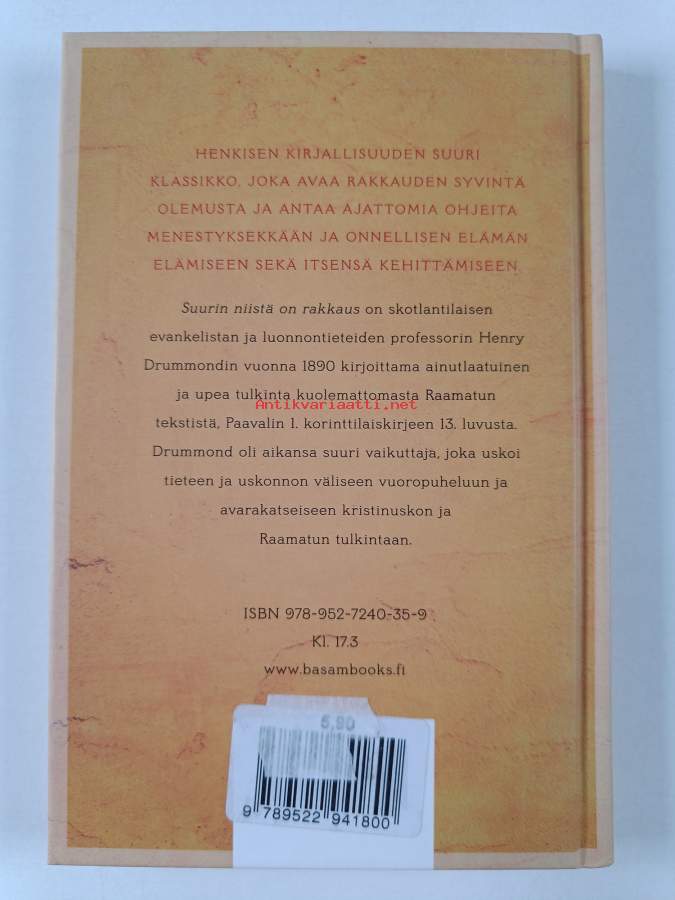 HENKISEN KIRJALLISUUDEN SUURI
KLASSIKKO, JOKA AVAA RAKKAUDEN SYVINTÄ
OLEMUSTA JA ANTAA AJATTOMIA OHJEITA
MENESTYKSEKKÄÄN JA ONNELLISEN ELÄMÄN
ELÄMISEEN SEKÄ ITSENSÄ KEHITTÄMISEEN
Suurin niistä on rakkaus on skotlantilaisen
evankelistan ja luonnontieteiden professorin Henry
Drummondin vuonna 1890 kirjoittama ainutlaatuinen
ja upea tulkinta kuolemattomasta Raamatun
Antikvariaatti.net
tekstistä, Paavalin 1. korinttilaiskirjeen 13. luvusta.
Drummond oli aikansa suuri vaikuttaja, joka uskoi
tieteen ja uskonnon väliseen vuoropuheluun ja
avarakatseiseen kristinuskon ja
Raamatun tulkintaan.
ISBN 978-952-7240-35-9
Kl. 17.3
www.basambooks.fi
5,90
9 789522 941800